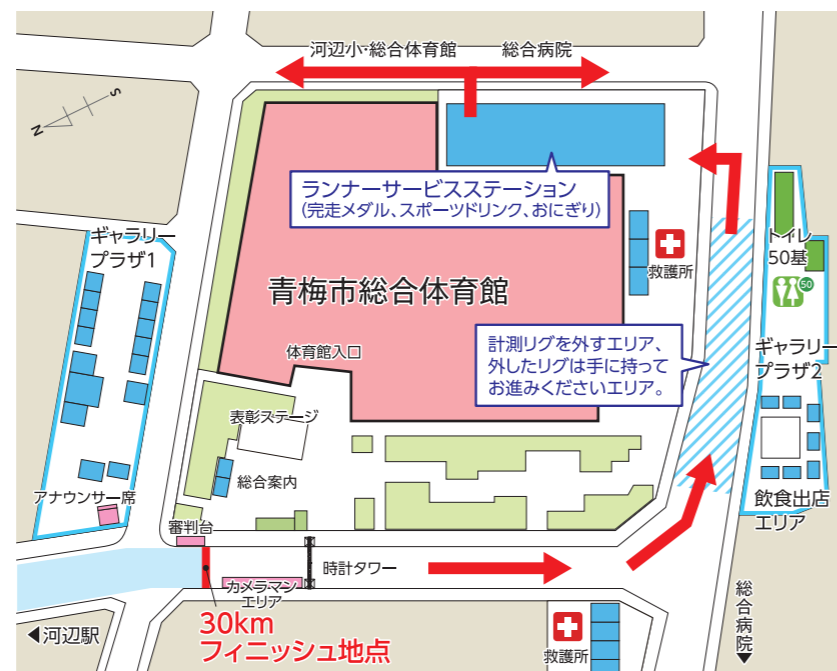 河辺小・総合体育館
総合病院
S
N
ランナーサービスステーション
(完走メダル、スポーツドリンク、おにぎり)
ギャラリー
プラザ1
トイレ
50基
50
救護所
青梅市総合体育館
体育館入口
計測リグを外すエリア、
外したリグは手に持って
お進みくださいエリア。
ギャラリー
プラザ2
表彰ステージ
総合案内
アナウンサー席
飲食出店
エリア
審判台
時計タワー
カメラマン
エリア
30km
フィニッシュ地点
河辺駅
総合病院
救護所